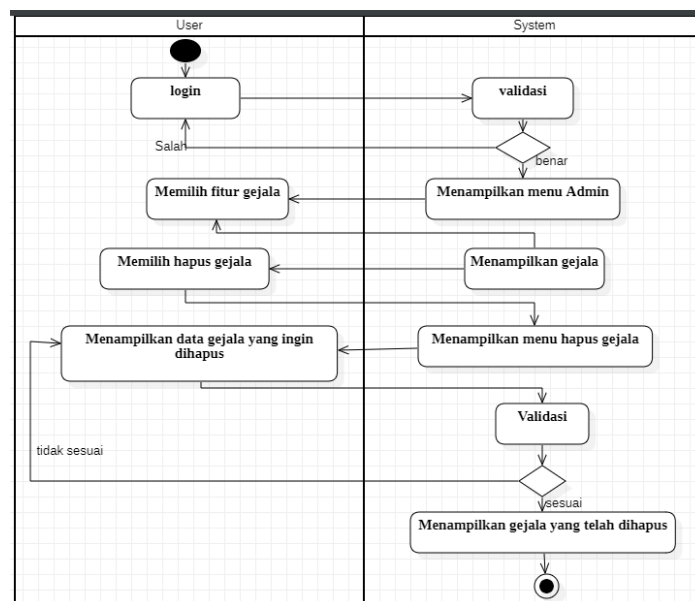 User
System
login
validasi
Salah
benar
Memilih fitur gejala
Menampilkan menu Admin
Memilih hapus gejala
Menampilkan gejala
Menampilkan data gejala yang ingin
dihapus
Menampilkan menu hapus gejala
Validasi
tidak sesuai
sesuai
Menampilkan gejala yang telah dihapus